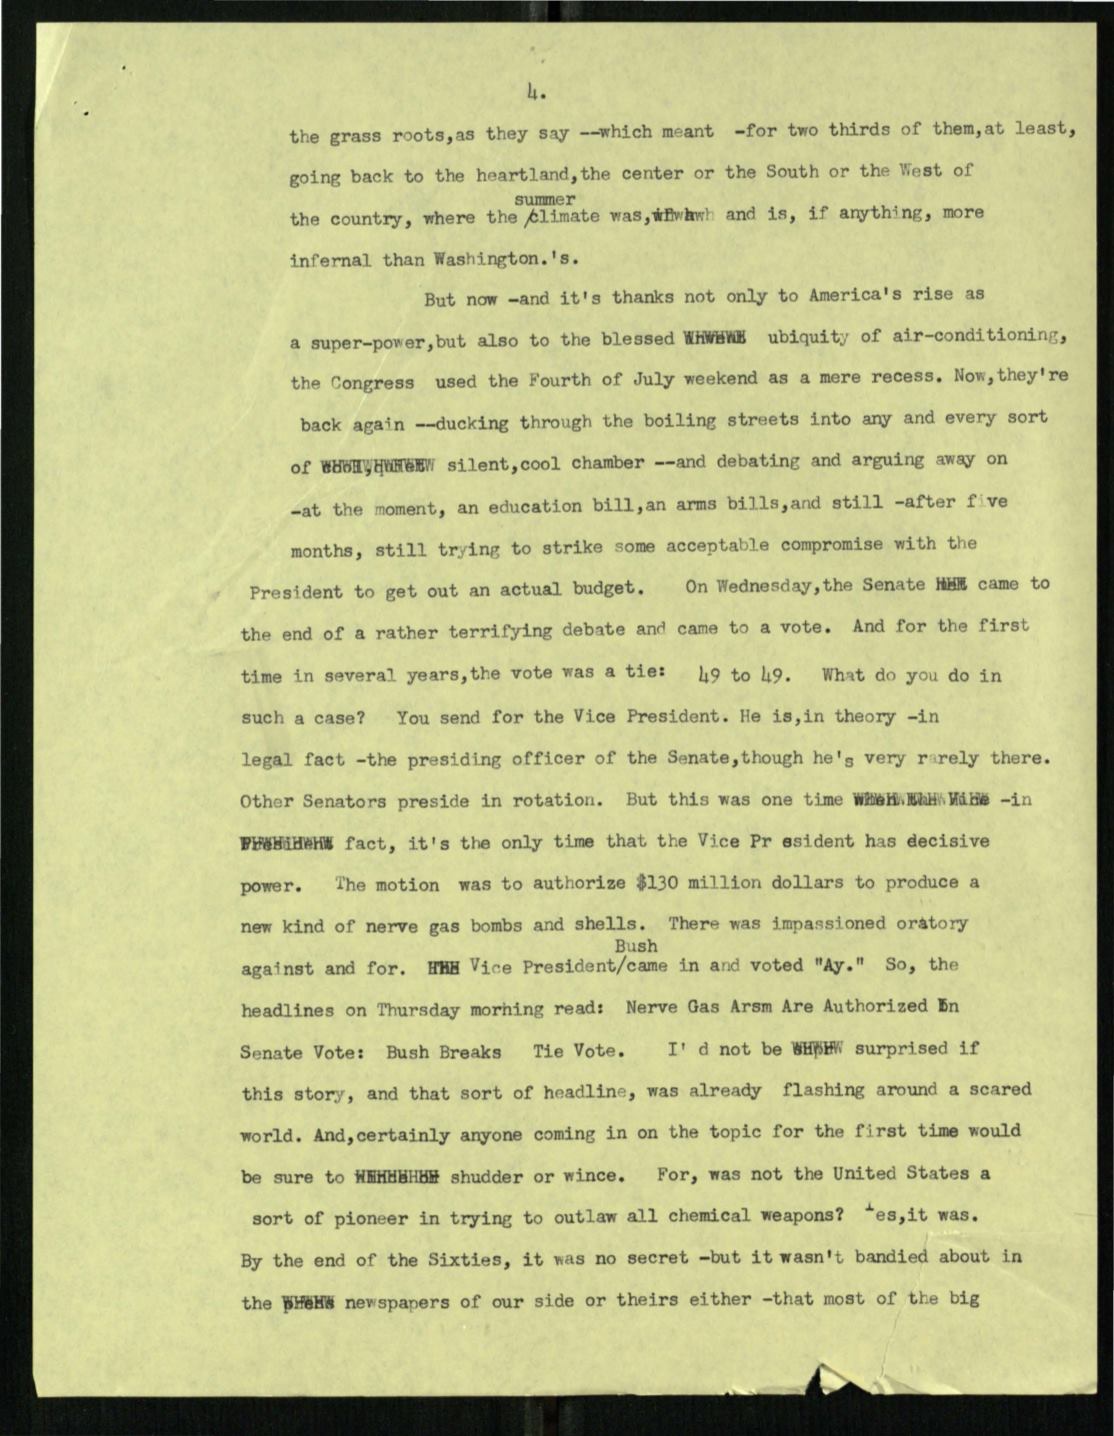 4.
the grass roots,as they say --which meant -for two thirds of them,at least,
going back to the heartland,the center or the South or the West of
summer
the country, where the /climate was, and is, if anything, more
infernal than Washington.'s.
But now -and it's thanks not only to America's rise as
a super-power,but also to the blessed ubiquity of air-conditioning,
the Congress used the Fourth of July weekend as a mere recess. Now,they're
back again --ducking through the boiling streets into any and every sort
of silent,cool chamber --and debating and arguing away on
-at the moment, an education bill,an arms bills,and still -after five
months, still trying to strike some acceptable compromise with the
President to get out an actual budget. On Wednesday,the Senate came to
the end of a rather terrifying debate and came to a vote. And for the first
time in several years,the vote was a tie: 49 to 49. What do you do in
such a case? You send for the Vice President. He is,in theory -in
legal fact -the presiding officer of the Senate,though he's very rarely there.
Other Senators preside in rotation. But this was one time -in
fact, it's the only time that the Vice Pr esident has decisive
power. The motion was to authorize $130 million dollars to produce a
new kind of nerve gas bombs and shells. There was impassioned oratory
Bush
against and for. Vice President/came in and voted "Ay." So, the
headlines on Thursday morhing read: Nerve Gas Arsm Are Authorized In
Senate Vote: Bush Breaks Tie Vote. I' d not be surprised if
this story, and that sort of headline, was already flashing around a scared
world. And,certainly anyone coming in on the topic for the first time would
be sure to shudder or wince. For, was not the United States a
sort of pioneer in trying to outlaw all chemical weapons? Yes,it was.
By the end of the Sixties, it was no secret -but it wasn't bandied about in
the newspapers of our side or theirs either -that most of the big